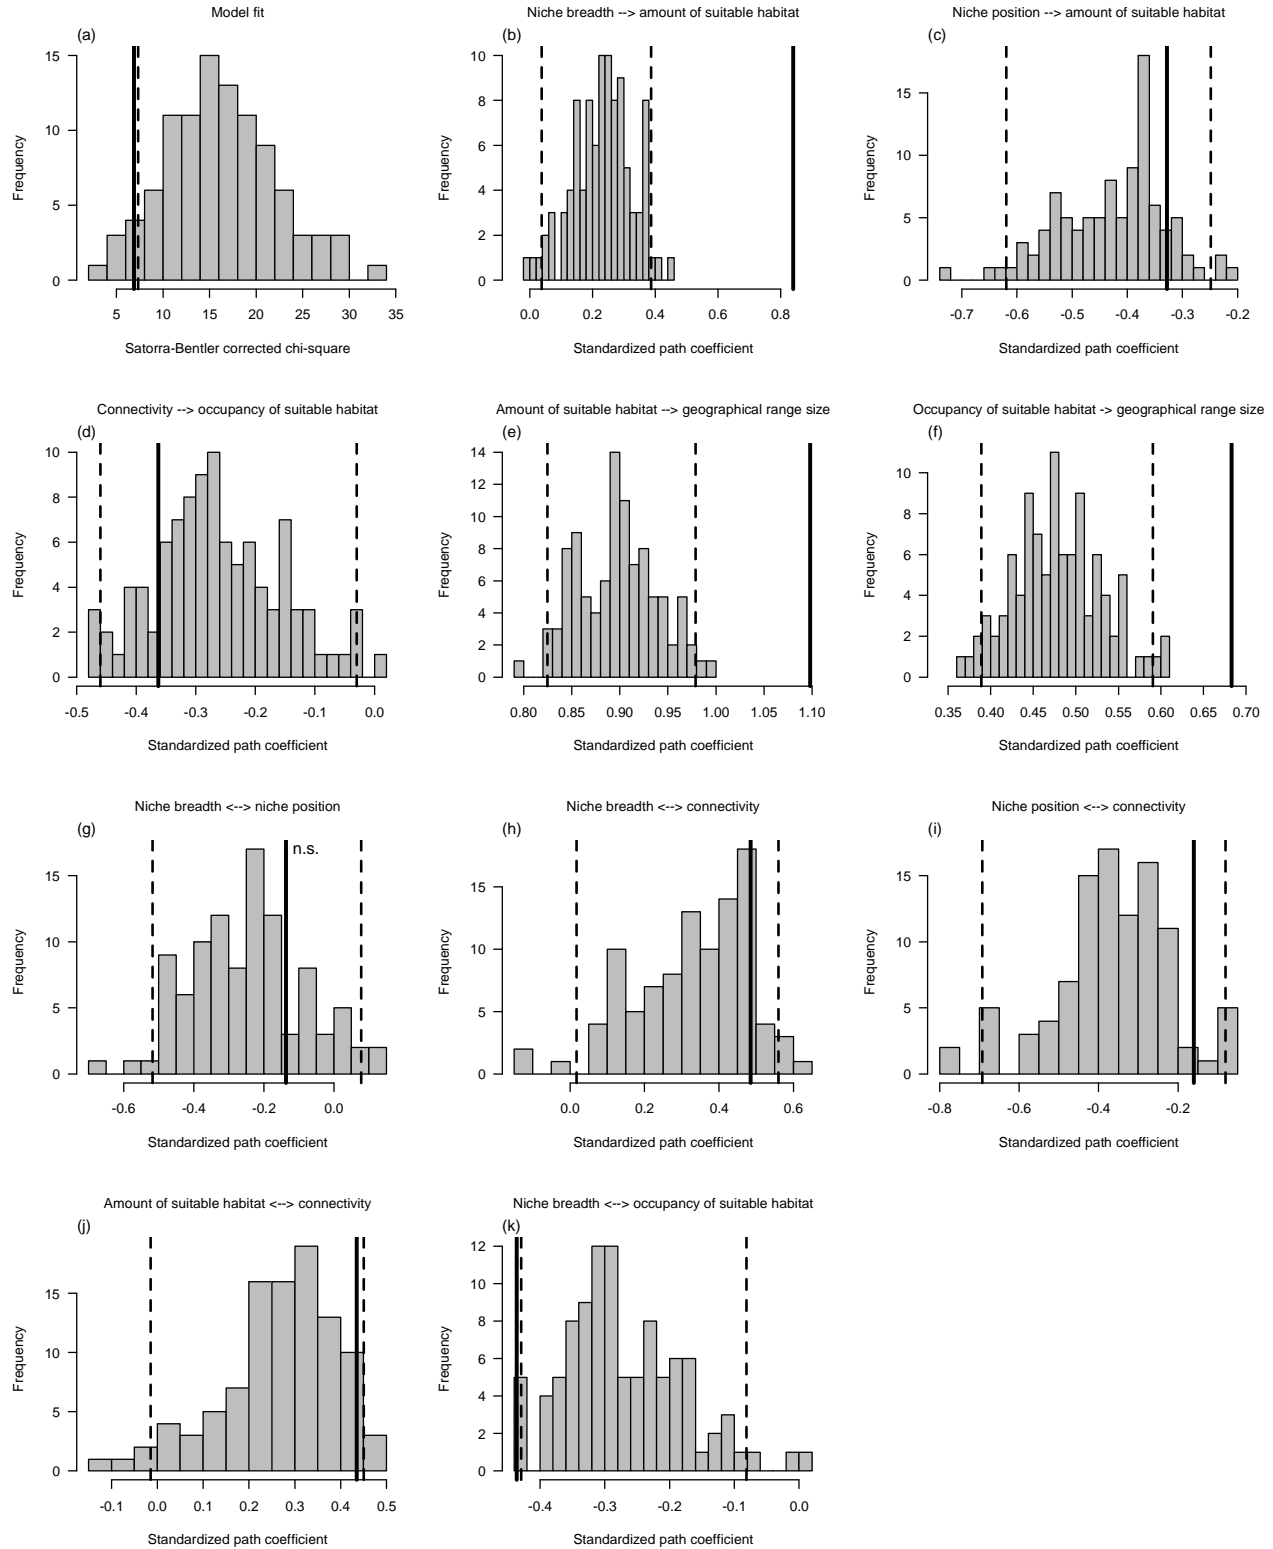 Model fit
(a)
15
10
5
0
Frequency
5 10 15 20 25 30 35
Satorra-Bentler corrected chi-square
Niche breadth --> amount of suitable habitat
(b)
10
8
6
4
2
0
Frequency
0.0 0.2 0.4 0.6 0.8
Standardized path coefficient
Niche position --> amount of suitable habitat
(c)
15
10
5
0
Frequency
-0.7 -0.6 -0.5 -0.4 -0.3 -0.2
Standardized path coefficient
Connectivity --> occupancy of suitable habitat
(d)
10
8
6
4
2
0
Frequency
-0.5 -0.4 -0.3 -0.2 -0.1 0.0
Standardized path coefficient
Amount of suitable habitat --> geographical range size
(e)
14
12
10
8
6
4
2
0
Frequency
0.80 0.85 0.90 0.95 1.00 1.05 1.10
Standardized path coefficient
Occupancy of suitable habitat -> geographical range size
(f)
10
8
6
4
2
0
Frequency
0.35 0.40 0.45 0.50 0.55 0.60 0.65 0.70
Standardized path coefficient
Niche breadth <--> niche position
(g)
n.s.
15
10
5
0
Frequency
-0.6 -0.4 -0.2 0.0
Standardized path coefficient
Niche breadth <--> connectivity
(h)
15
10
5
0
Frequency
0.0 0.2 0.4 0.6
Standardized path coefficient
Niche position <--> connectivity
(i)
15
10
5
0
Frequency
-0.8 -0.6 -0.4 -0.2
Standardized path coefficient
Amount of suitable habitat <--> connectivity
(j)
15
10
5
0
Frequency
-0.1 0.0 0.1 0.2 0.3 0.4 0.5
Standardized path coefficient
Niche breadth <--> occupancy of suitable habitat
(k)
12
10
8
6
4
2
0
Frequency
-0.4 -0.3 -0.2 -0.1 0.0
Standardized path coefficient